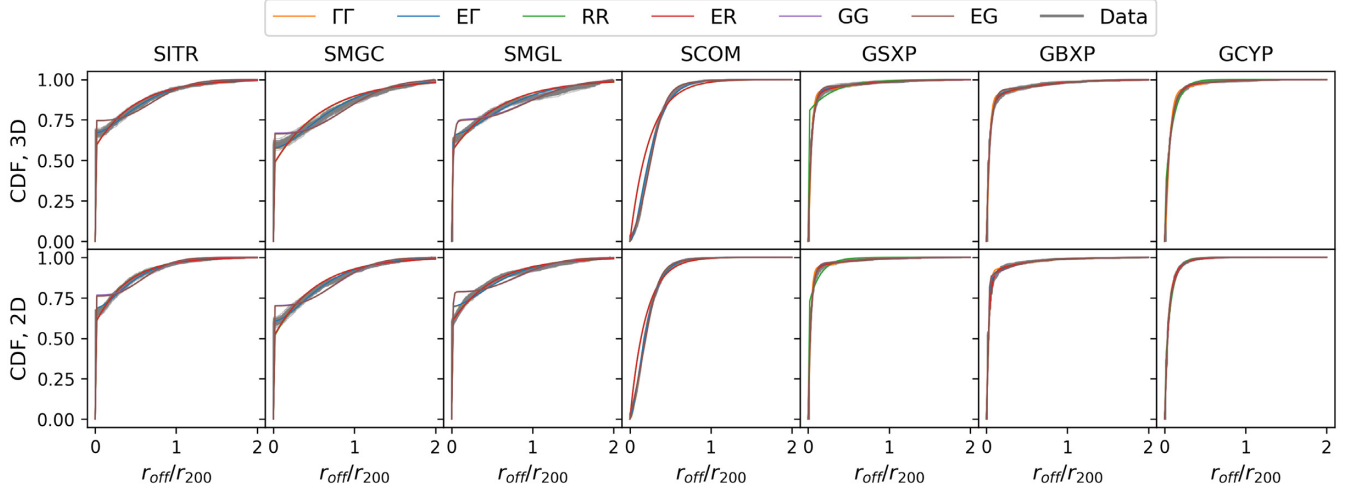 ΓΓ EΓ RR ER GG EG Data
SITR SMGC SMGL SCOM GSXP GBXP GCYP
CDF, 3D
1.00
0.75
0.50
0.25
0.00
CDF, 2D
1.00
0.75
0.50
0.25
0.00
0 1 2 0 1 2 0 1 2 0 1 2 0 1 2 0 1 2 0 1 2
r_off/r_200 r_off/r_200 r_off/r_200 r_off/r_200 r_off/r_200 r_off/r_200 r_off/r_200